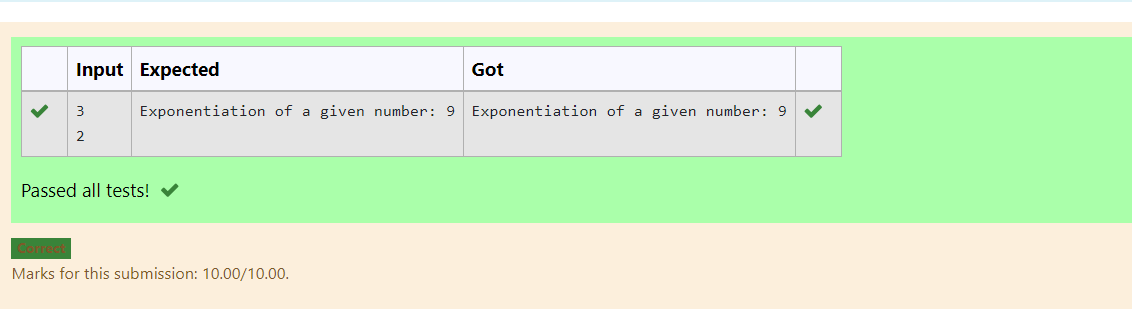 Input Expected Got
3 Exponentiation of a given number: 9 Exponentiation of a given number: 9
2
Passed all tests!
Correct
Marks for this submission: 10.00/10.00.